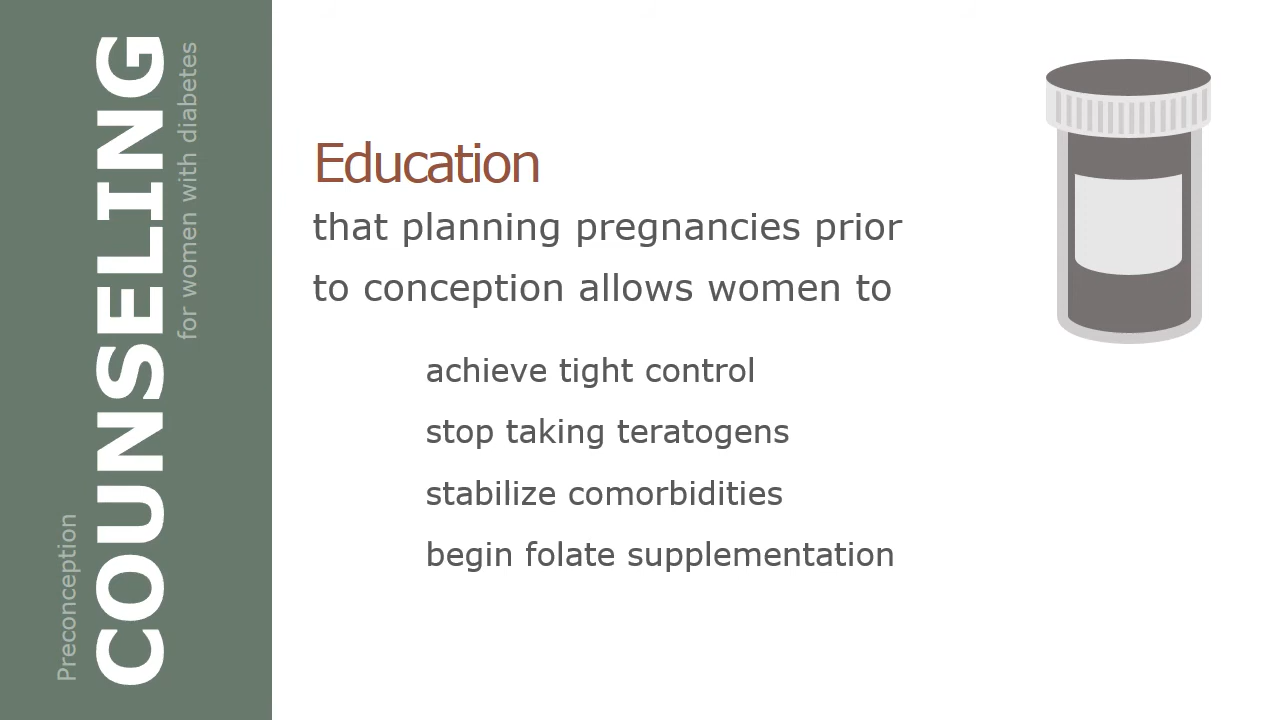 Preconception
COUNSELING
for women with diabetes
Education
that planning pregnancies prior
to conception allows women to
achieve tight control
stop taking teratogens
stabilize comorbidities
begin folate supplementation